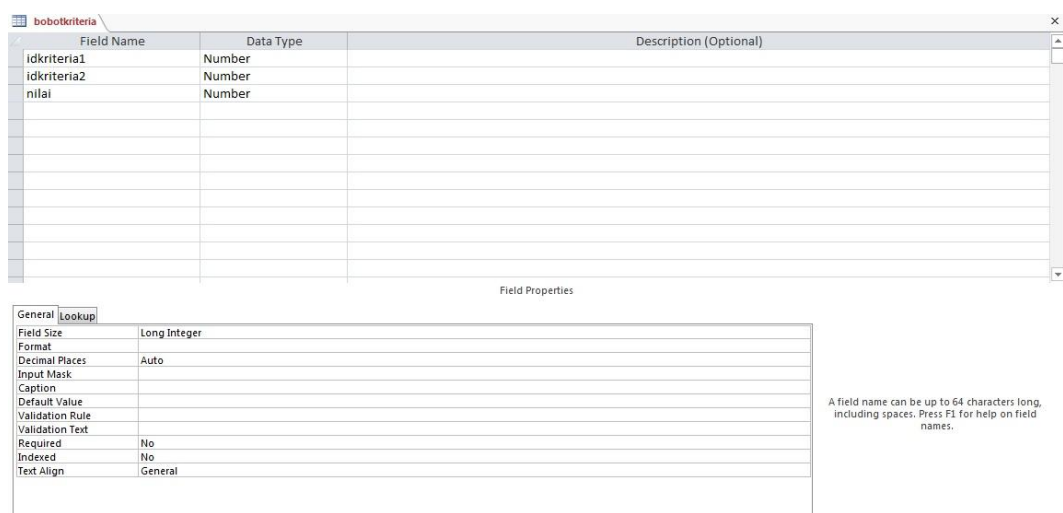 bobotkriteria
Field Name Data Type Description (Optional)
idkriteria1 Number
idkriteria2 Number
nilai Number
Field Properties
General Lookup
Field Size Long Integer
Format
Decimal Places Auto
Input Mask
Caption
Default Value
Validation Rule
Validation Text
Required No
Indexed No
Text Align General
A field name can be up to 64 characters long,
including spaces. Press F1 for help on field
names.